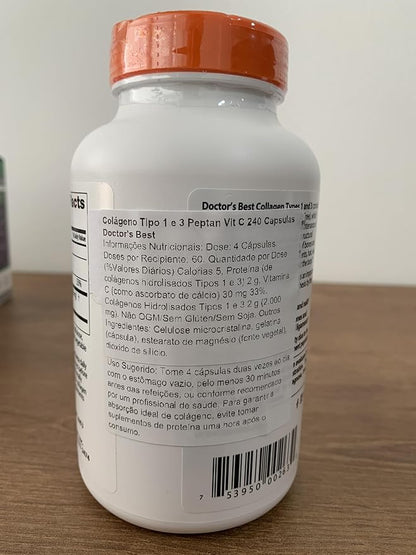 acts
Doctor's Best Collagen Types 1 and 3
Colágeno Tipo 1 e 3 Peptan Vit C 240 Capsulas
Doctor's Best
Informações Nutricionais: Dose: 4 Cápsulas
Doses por Recipiente, 60. Quantidade por Dose
(%Valores Diários) Calorias 5, Proteína (de
colágenos hidrolisados Tipos 1 e 3) 2 g, Vitamina
C (como ascorbato de cálcio) 30 mg 33%.
Colágenos Hidrolisados Tipos 1 e 3.2 g (2.000
mg). Não OGM/Sem Glúten/Sem Soja. Outros
Ingredientes: Celulose microcristalina, gelatina
(cápsula), estearato de magnésio (fonte vegetal),
dióxido de silício.
Uso Sugerido: Tome 4 cápsulas duas vezes ao dia
com o estômago vazio, pelo menos 30 minutos
antes das refeições, ou conforme recomendado
por um profissional de saúde. Para garantir a
absorção ideal de colágeno, evite tomar
suplementos de proteína uma hora após o
consumo.
7 53950 0026